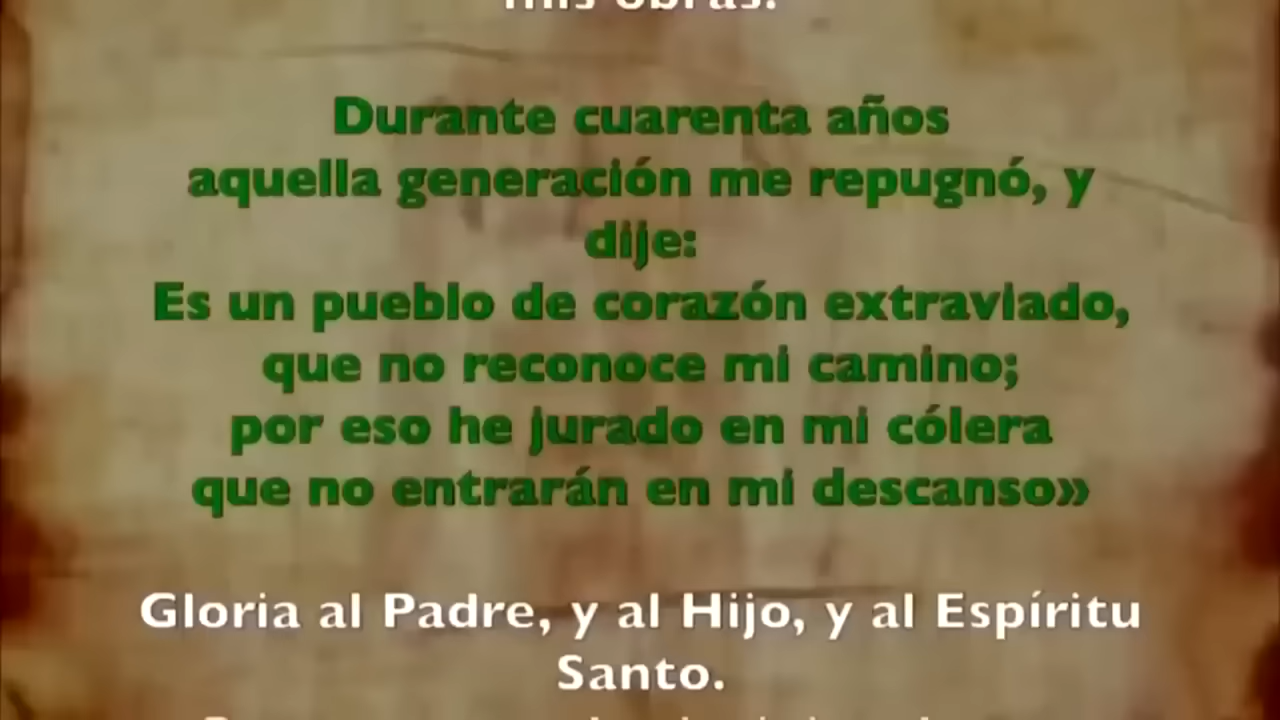 mis obras.
Durante cuarenta años
aquella generación me repugnó, y
dije:
Es un pueblo de corazón extraviado,
que no reconoce mi camino;
por eso he jurado en mi cólera
que no entrarán en mi descanso»
Gloria al Padre, y al Hijo, y al Espíritu
Santo.